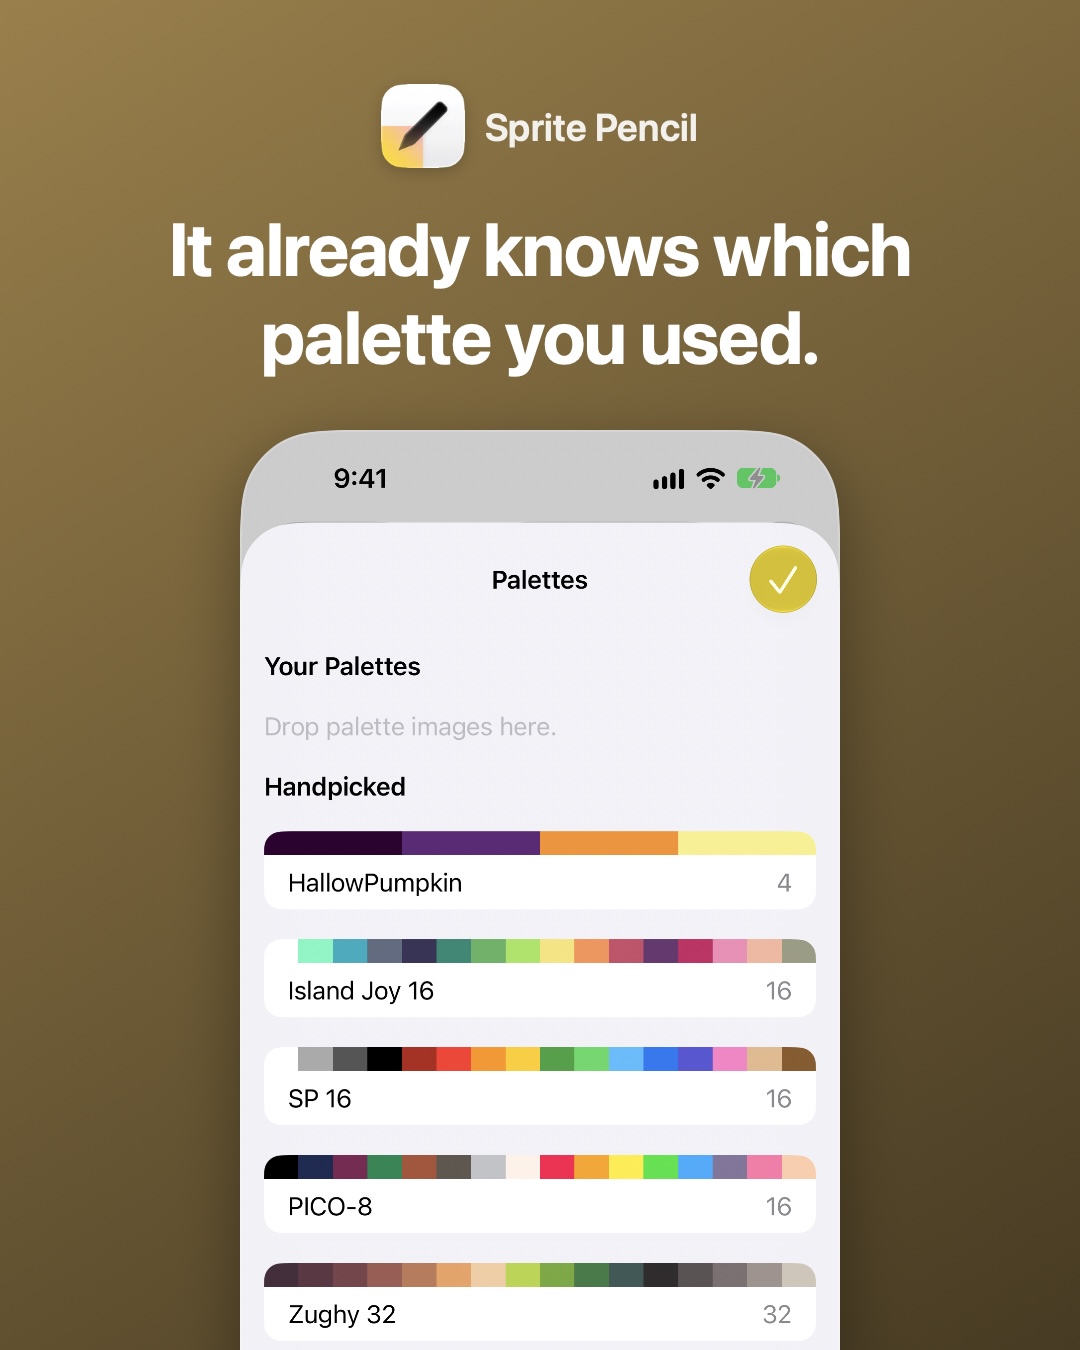 Sprite Pencil
It already knows which
palette you used.
9:41
Palettes
Your Palettes
Drop palette images here.
Handpicked
HallowPumpkin 4
Island Joy 16 16
SP 16 16
PICO-8 16
Zughy 32 32